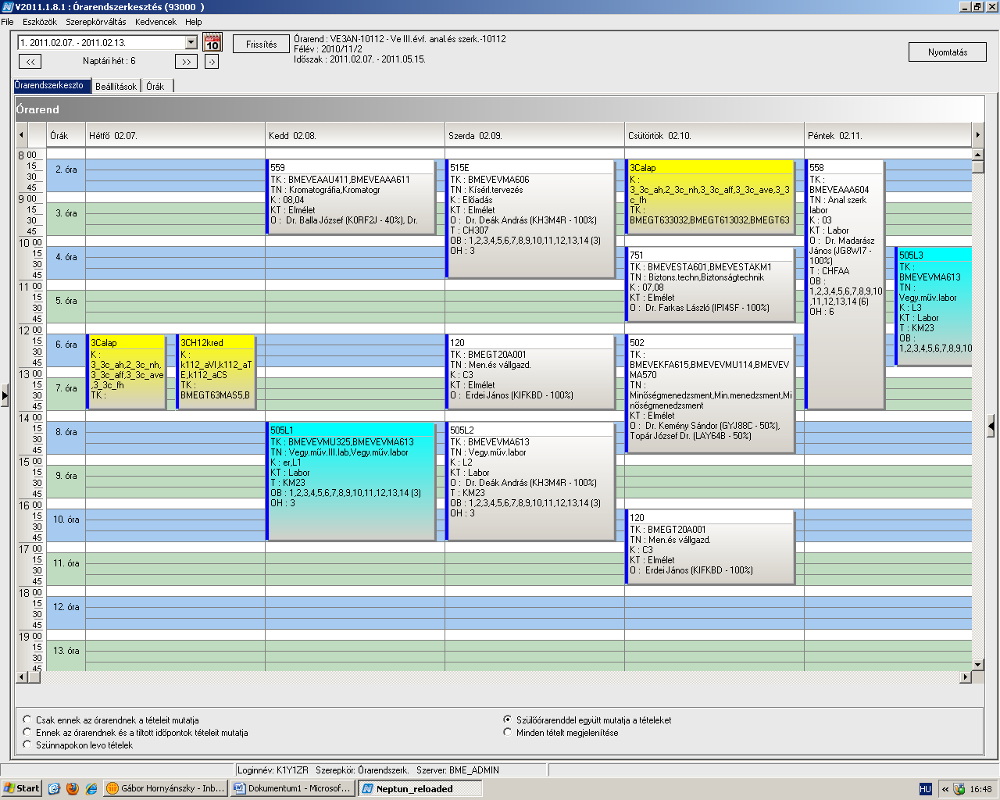 V2011.1.8.1 : Órarendszerkesztés (93000  )
File Eszközök Szerepkörváltás Kedvencek Help
1. 2011.02.07. - 2011.02.13.
10
Frissítés
Órarend : VE3AN-10112 - Ve III.évf. anal.és szerk.-10112
Félév : 2010/11/2
Időszak : 2011.02.07. - 2011.05.15.
Nyomtatás
<< Naptári hét : 6 >> ->
Órarendszerkeszto Beállítások Órák
Órarend
Órák Hétfő 02.07. Kedd 02.08. Szerda 02.09. Csütörtök 02.10. Péntek 02.11.
8 00
15
30
45
9 00
15
30
45
10 00
15
30
45
11 00
15
30
45
12 00
15
30
45
13 00
15
30
45
14 00
15
30
45
15 00
15
30
45
16 00
15
30
45
17 00
15
30
45
18 00
15
30
45
19 00
15
30
45
2. óra
3. óra
4. óra
5. óra
6. óra
7. óra
8. óra
9. óra
10. óra
11. óra
12. óra
13. óra
3Calap
K :
3_3c_ah,2_3c_nh,
3_3c_aff,3_3c_ave
,3_3c_fh
TK :
3CH12kred
K :
k112_aVI,k112_aT
E,k112_aCS
TK :
BMEGT63MAS5,B
559
TK : BMEVEAAU411,BMEVEAAA611
TN : Kromatográfia,Kromatogr
K : 08,04
KT : Elmélet
O :  Dr. Balla József (K0RF2J - 40%), Dr.
505L1
TK : BMEVEVMU325,BMEVEVMA613
TN : Vegy.műv.III.lab,Vegy.műv.labor
K : er,L1
KT : Labor
T : KM23
OB : 1,2,3,4,5,6,7,8,9,10,11,12,13,14 (3)
OH : 3
515E
TK : BMEVEVMA606
TN : Kísérl.tervezés
K : Előadás
KT : Elmélet
O :  Dr. Deák András (KH3M4R - 100%)
T : CH307
OB : 1,2,3,4,5,6,7,8,9,10,11,12,13,14 (3)
OH : 3
120
TK : BMEGT20A001
TN : Men.és vállgazd.
K : C3
KT : Elmélet
O :  Erdei János (KIFKBD - 100%)
505L2
TK : BMEVEVMA613
TN : Vegy.műv.labor
K : L2
KT : Labor
O :  Dr. Deák András (KH3M4R - 100%)
T : KM23
OB : 1,2,3,4,5,6,7,8,9,10,11,12,13,14 (3)
OH : 3
3Calap
K :
3_3c_ah,2_3c_nh,3_3c_aff,3_3c_ave,3_3
c_fh
TK :
BMEGT633032,BMEGT613032,BMEGT63
751
TK : BMEVESTA601,BMEVESTAKM1
TN : Biztons.techn,Biztonságtechnik
K : 07,08
KT : Elmélet
O :  Dr. Farkas László (IPI4SF - 100%)
502
TK :
BMEVEKFA615,BMEVEVMU114,BMEVEV
MA570
TN :
Minőségmenedzsment,Min.menedzsment,Mi
nőségmenedzsment
KT : Elmélet
O :  Dr. Kemény Sándor (GYJ88C - 50%),
Topár József Dr. (LAY64B - 50%)
120
TK : BMEGT20A001
TN : Men.és vállgazd.
K : C3
KT : Elmélet
O :  Erdei János (KIFKBD - 100%)
558
TK :
BMEVEAAA604
TN : Anal szerk
labor
K : 03
KT : Labor
O :  Dr. Madarász
János (JG8WI7 -
100%)
T : CHFAA
OB :
1,2,3,4,5,6,7,8,9,10
,11,12,13,14 (6)
OH : 6
505L3
TK :
BMEVEVMA613
TN :
Vegy.műv.labor
K : L3
KT : Labor
T : KM23
OB :
1,2,3,4,5,6,7,8,9,10
Csak ennek az órarendnek a tételeit mutatja
Ennek az órarendnek és a tiltott időpontok tételeit mutatja
Szünnapokon levo tételek
Szülőórarenddel együtt mutatja a tételeket
Minden tételt megjelenítése
Loginnév: K1Y1ZR Szerepkör: Órarendszerk. Szerver: BME_ADMIN
Start Gábor Hornyánszky - Inb... Dokumentum1 - Microsof... Neptun_reloaded HU « 16:48